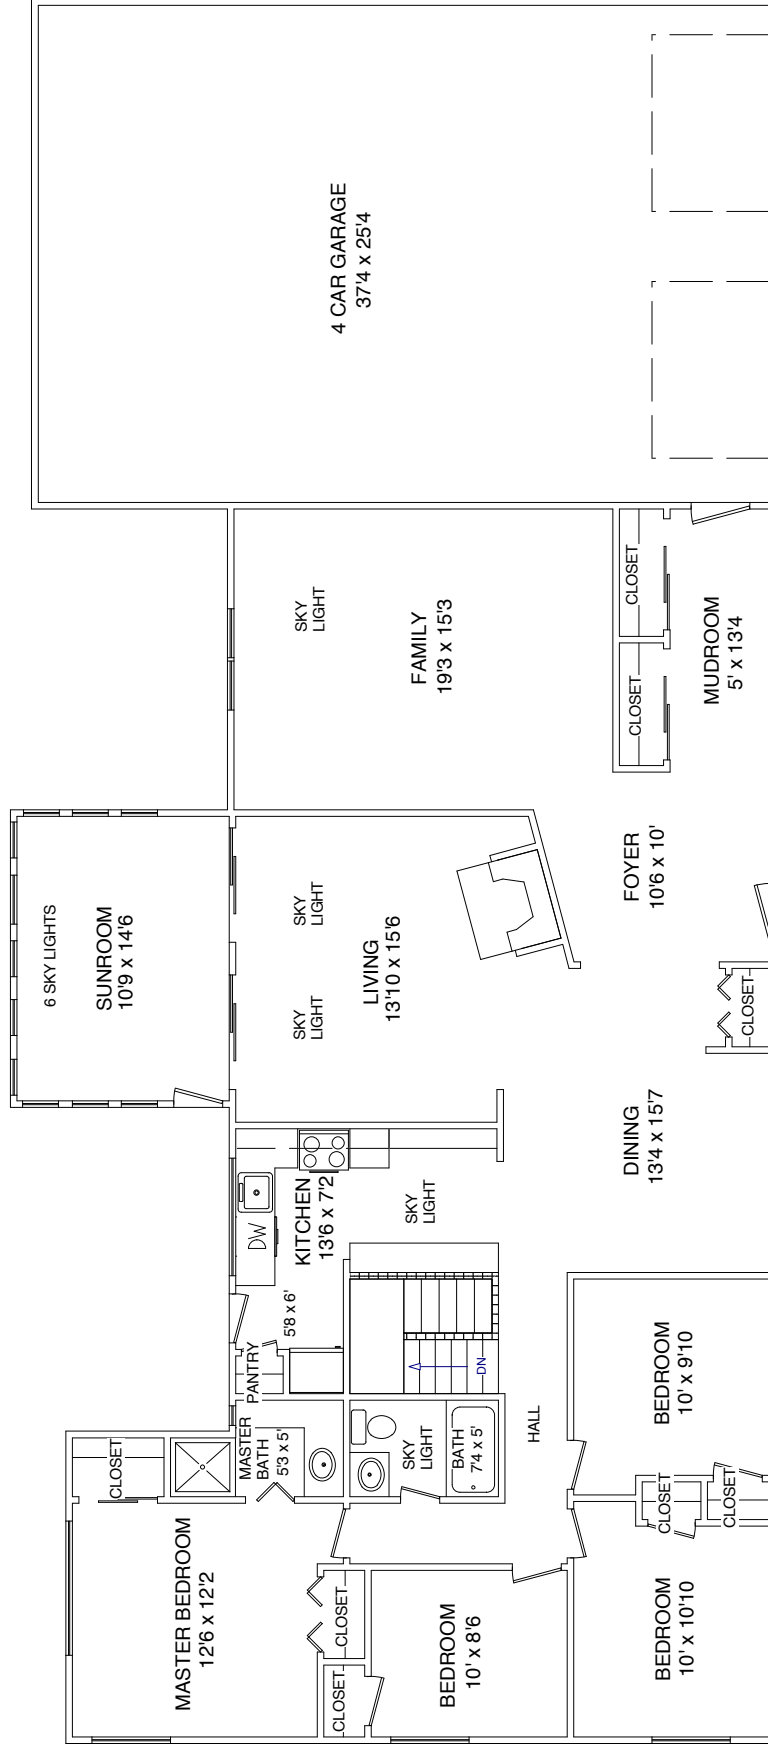 4 CAR GARAGE
37'4 x 25'4
SKY
LIGHT
FAMILY
19'3 x 15'3
CLOSET
CLOSET
MUDROOM
5' x 13'4
6 SKY LIGHTS
SUNROOM
10'9 x 14'6
SKY
LIGHT
SKY
LIGHT
LIVING
13'10 x 15'6
FOYER
10'6 x 10'
CLOSET
DINING
13'4 x 15'7
KITCHEN
13'6 x 7'2
DW
SKY
LIGHT
5'8 x 6'
PANTRY
DN
MASTER
BATH
5'3 x 5'
SKY
LIGHT
BATH
7'4 x 5'
HALL
BEDROOM
10' x 9'10
CLOSET
CLOSET
CLOSET
MASTER BEDROOM
12'6 x 12'2
CLOSET
CLOSET
BEDROOM
10' x 8'6
BEDROOM
10' x 10'10